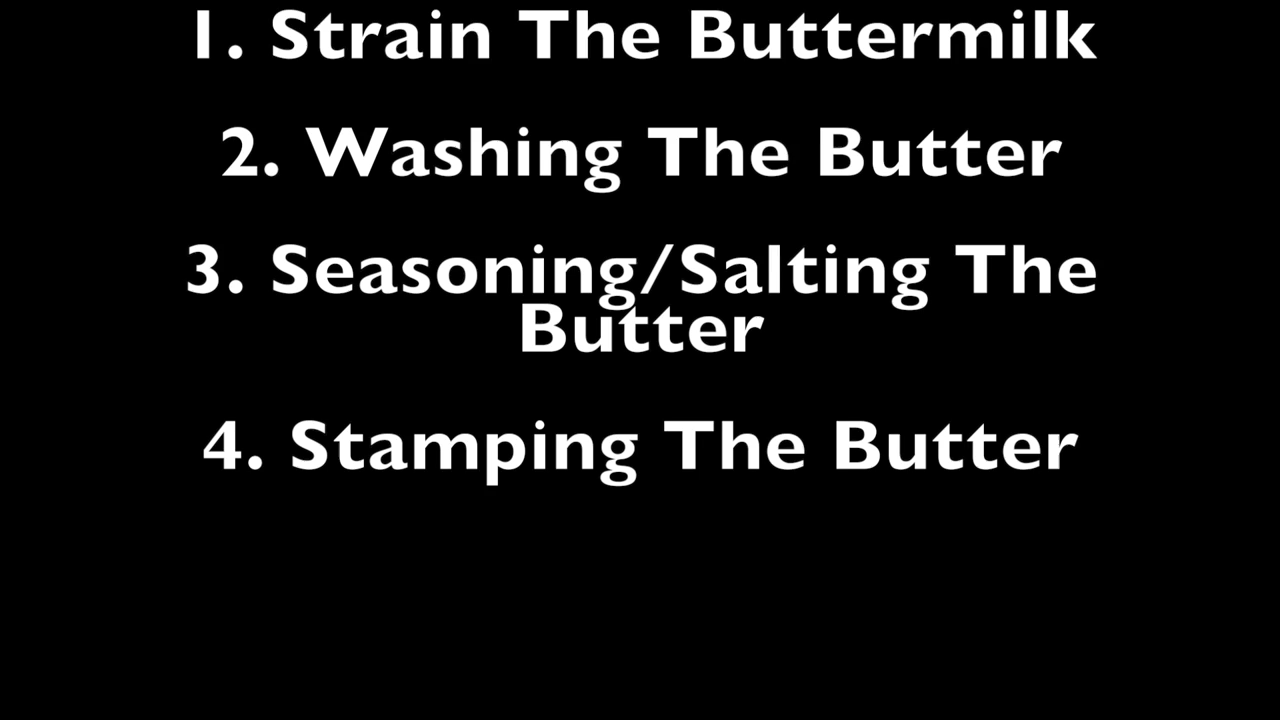 1. Strain The Buttermilk
2. Washing The Butter
3. Seasoning/Salting The
Butter
4. Stamping The Butter